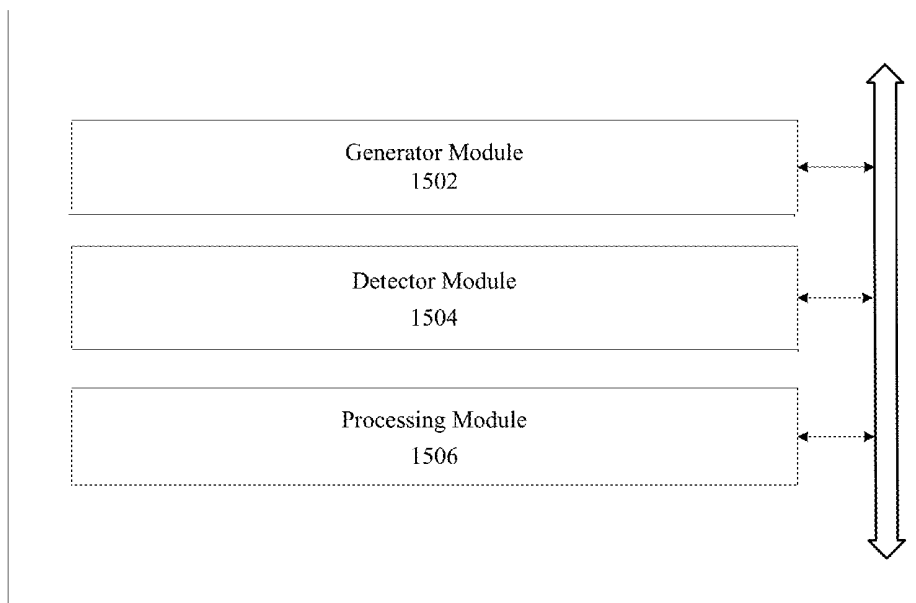 Generator Module
1502
Detector Module
1504
Processing Module
1506